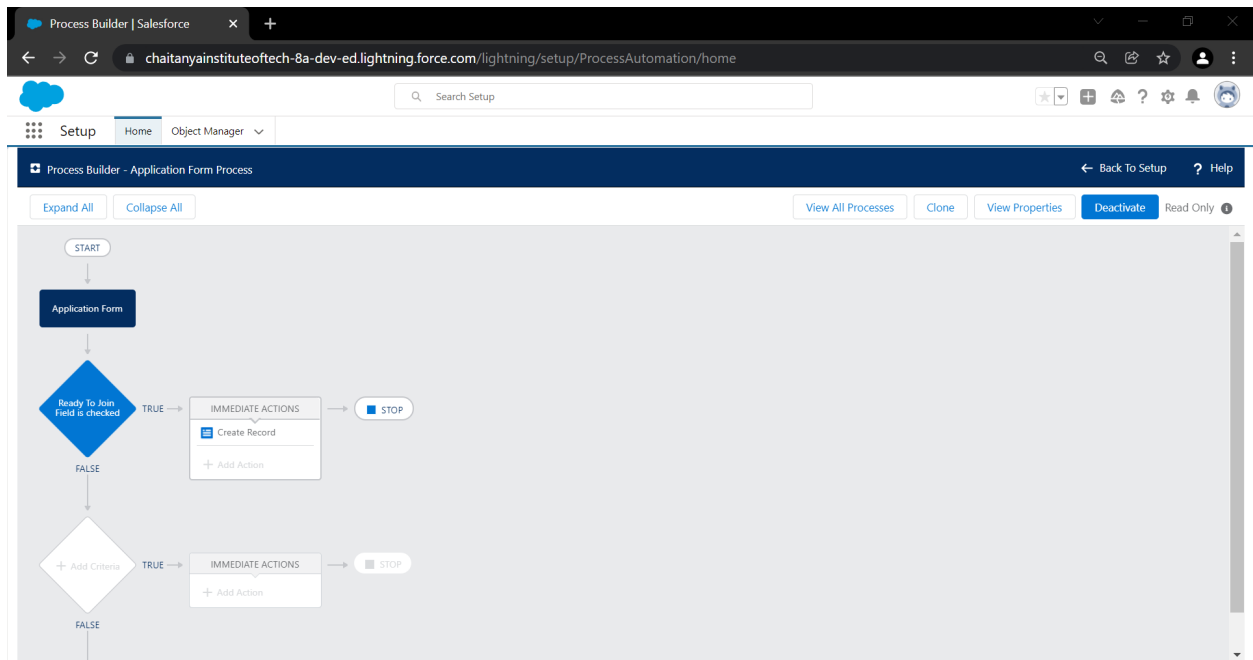 Process Builder | Salesforce
chaitanyainstituteoftech-8a-dev-ed.lightning.force.com/lightning/setup/ProcessAutomation/home
Search Setup
Setup Home Object Manager
Process Builder - Application Form Process Back To Setup ? Help
Expand All Collapse All View All Processes Clone View Properties Deactivate Read Only
START
Application Form
Ready To Join
Field is checked
TRUE
IMMEDIATE ACTIONS
STOP
Create Record
+ Add Action
FALSE
+ Add Criteria
TRUE
IMMEDIATE ACTIONS
STOP
+ Add Action
FALSE